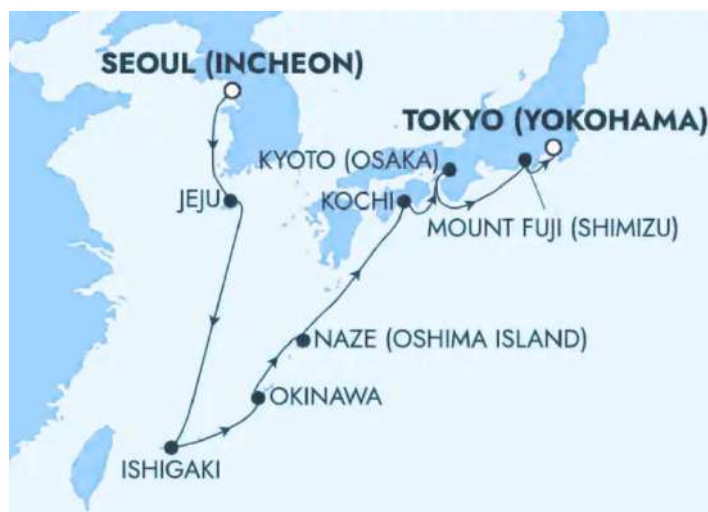 SEOUL (INCHEON)
TOKYO (YOKOHAMA)
KYOTO (OSAKA)
JEJU
KOCHI
MOUNT FUJI (SHIMIZU)
NAZE (OSHIMA ISLAND)
OKINAWA
ISHIGAKI